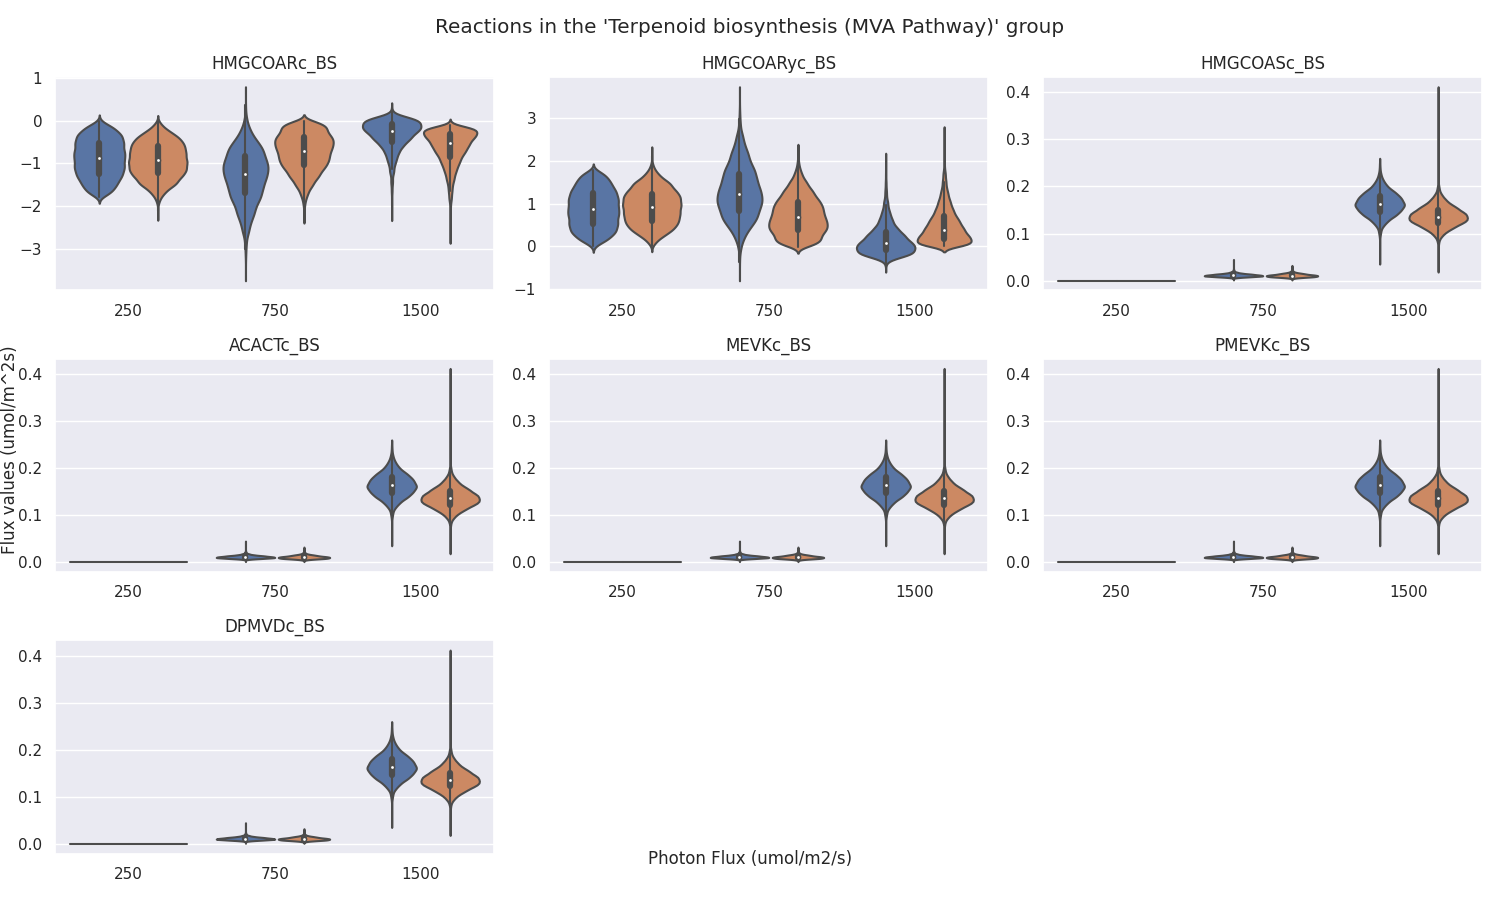 Reactions in the 'Terpenoid biosynthesis (MVA Pathway)' group
HMGCOARc_BS
1
0
−1
−2
−3
250 750 1500
HMGCOARyc_BS
3
2
1
0
−1
250 750 1500
HMGCOASc_BS
0.4
0.3
0.2
0.1
0.0
250 750 1500
Flux values (umol/m^2s)
ACACTc_BS
0.4
0.3
0.2
0.1
0.0
250 750 1500
MEVKc_BS
0.4
0.3
0.2
0.1
0.0
250 750 1500
PMEVKc_BS
0.4
0.3
0.2
0.1
0.0
250 750 1500
DPMVDc_BS
0.4
0.3
0.2
0.1
0.0
250 750 1500
Photon Flux (umol/m2/s)